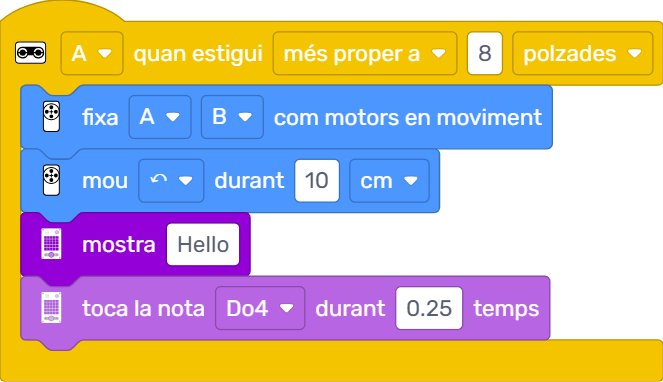 A quan estigui més proper a 8 polzades
fixa A B com motors en moviment
mou durant 10 cm
mostra Hello
toca la nota Do4 durant 0.25 temps